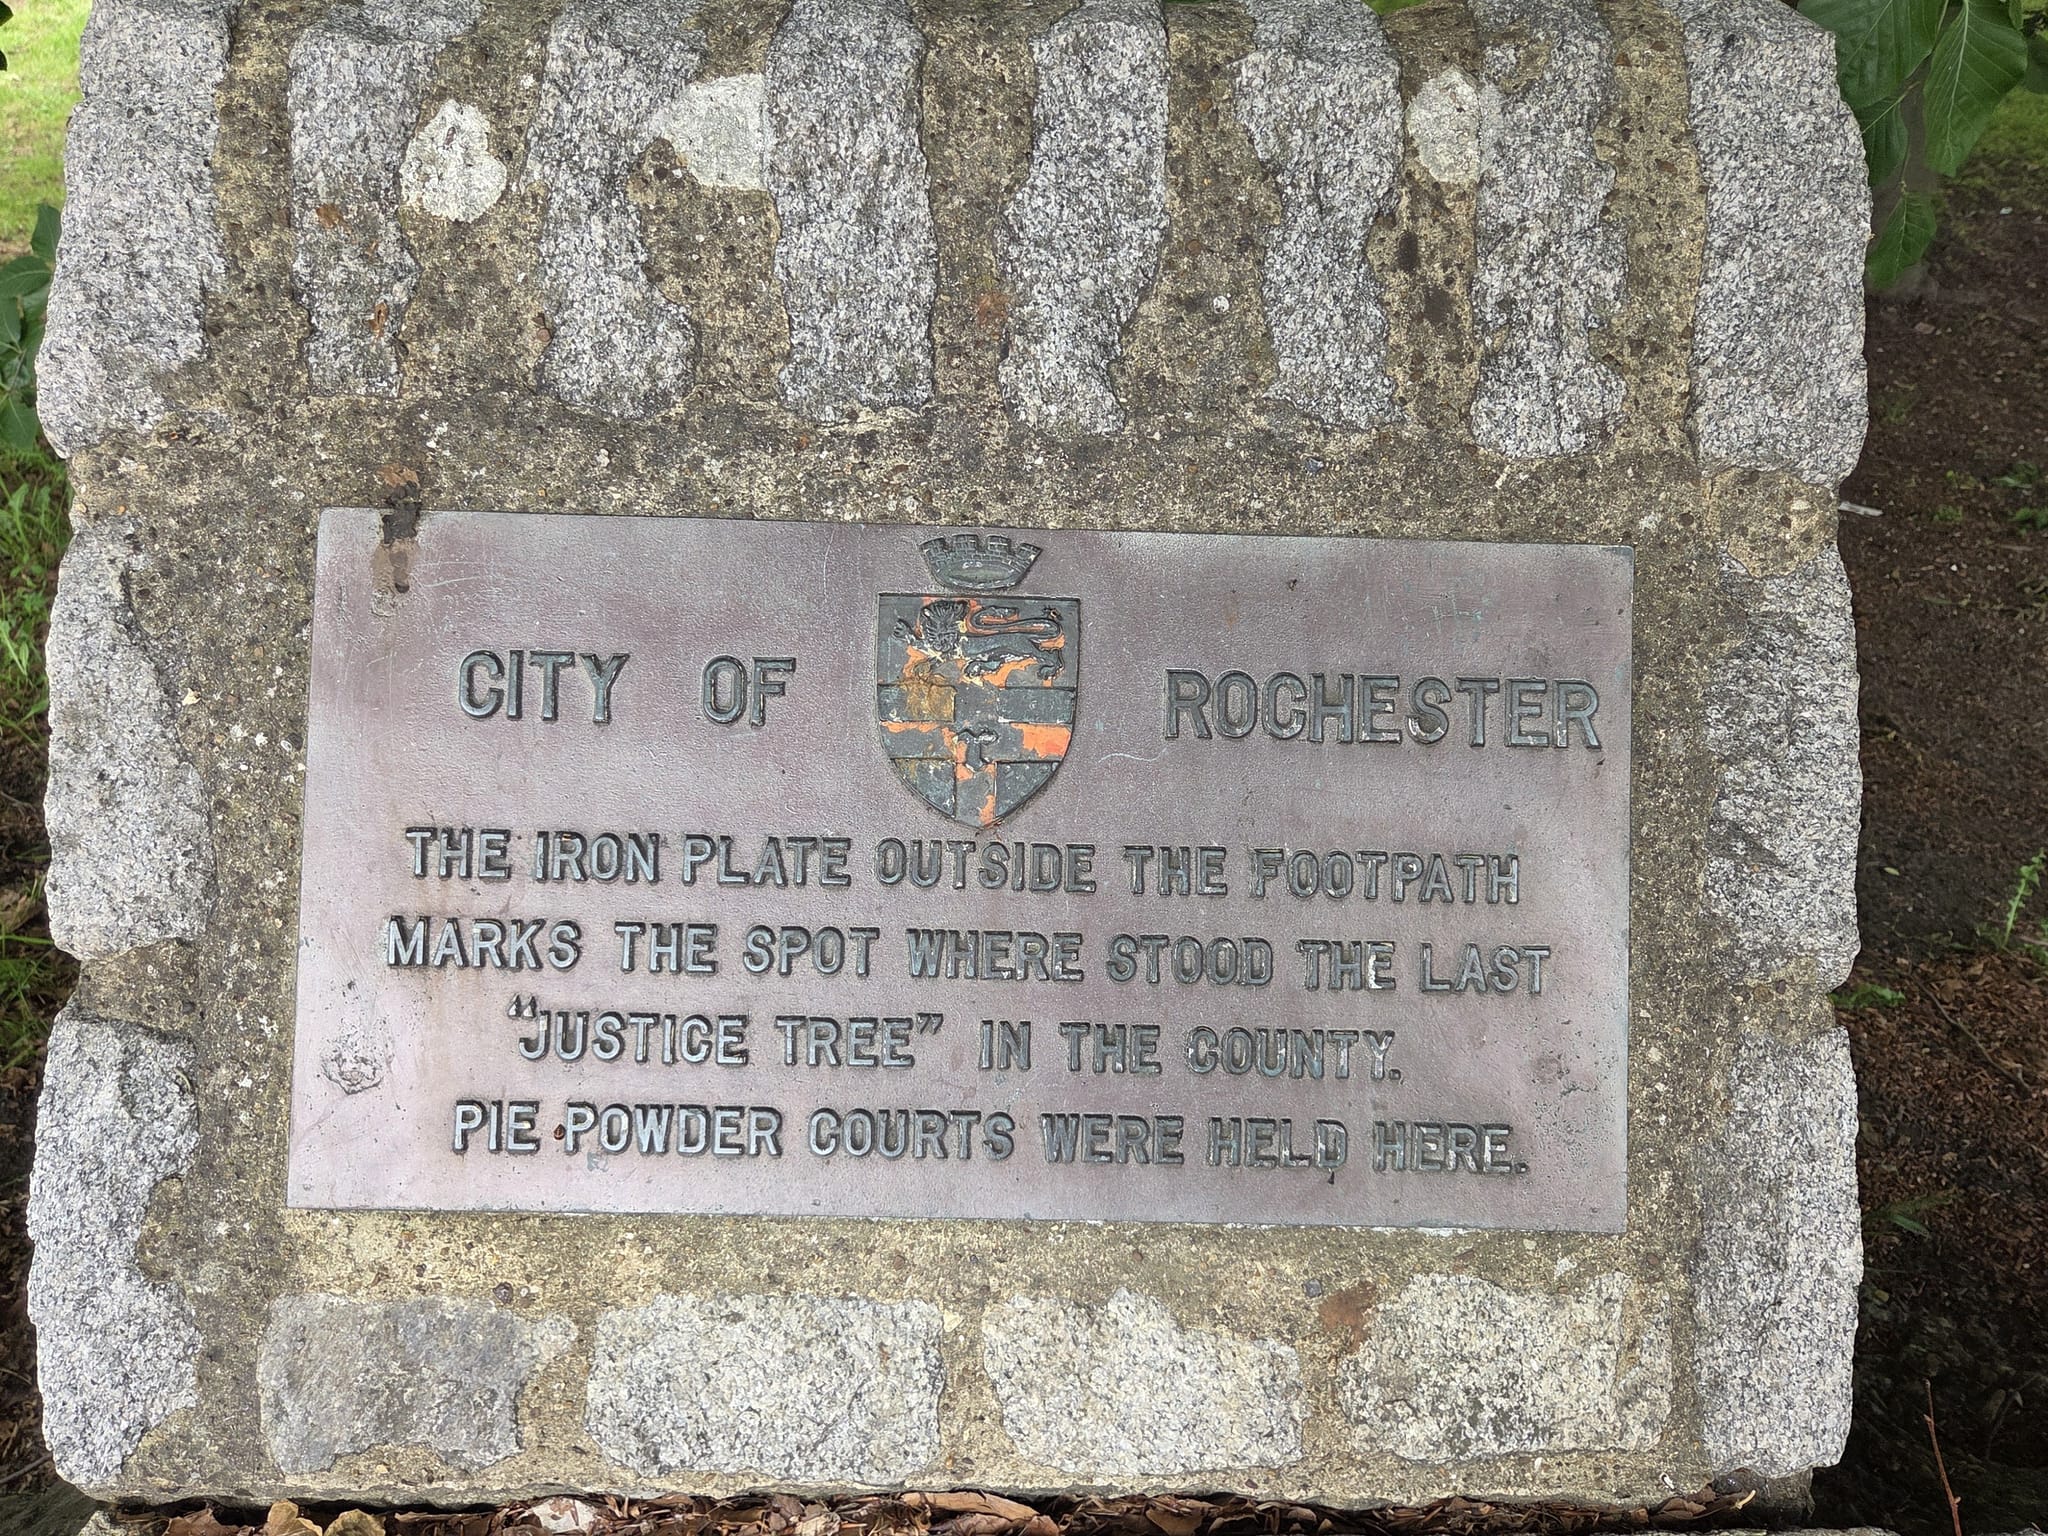 CITY OF ROCHESTER
THE IRON PLATE OUTSIDE THE FOOTPATH
MARKS THE SPOT WHERE STOOD THE LAST
“JUSTICE TREE” IN THE COUNTY.
PIE POWDER COURTS WERE HELD HERE.